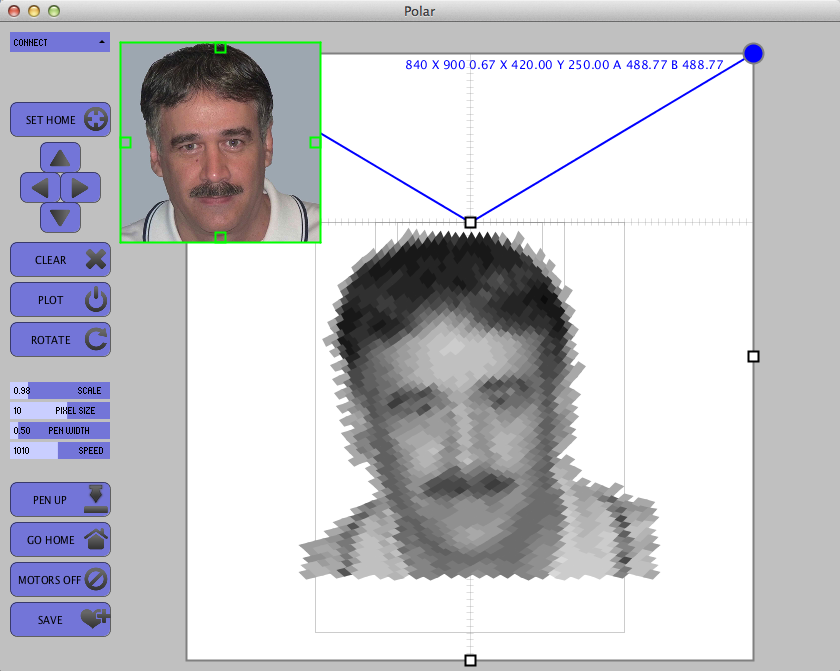 Polar
CONNECT
840 X 900 0.67 X 420.00 Y 250.00 A 488.77 B 488.77
SET HOME
CLEAR
PLOT
ROTATE
0.98 SCALE
10 PIXEL SIZE
0.50 PEN WIDTH
1010 SPEED
PEN UP
GO HOME
MOTORS OFF
SAVE